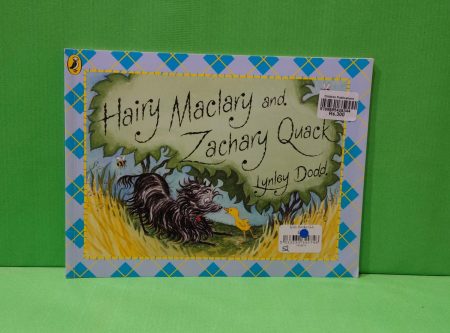 Hairy Maclary and
Zachary Quack
Lynley Dodd
Rs.300